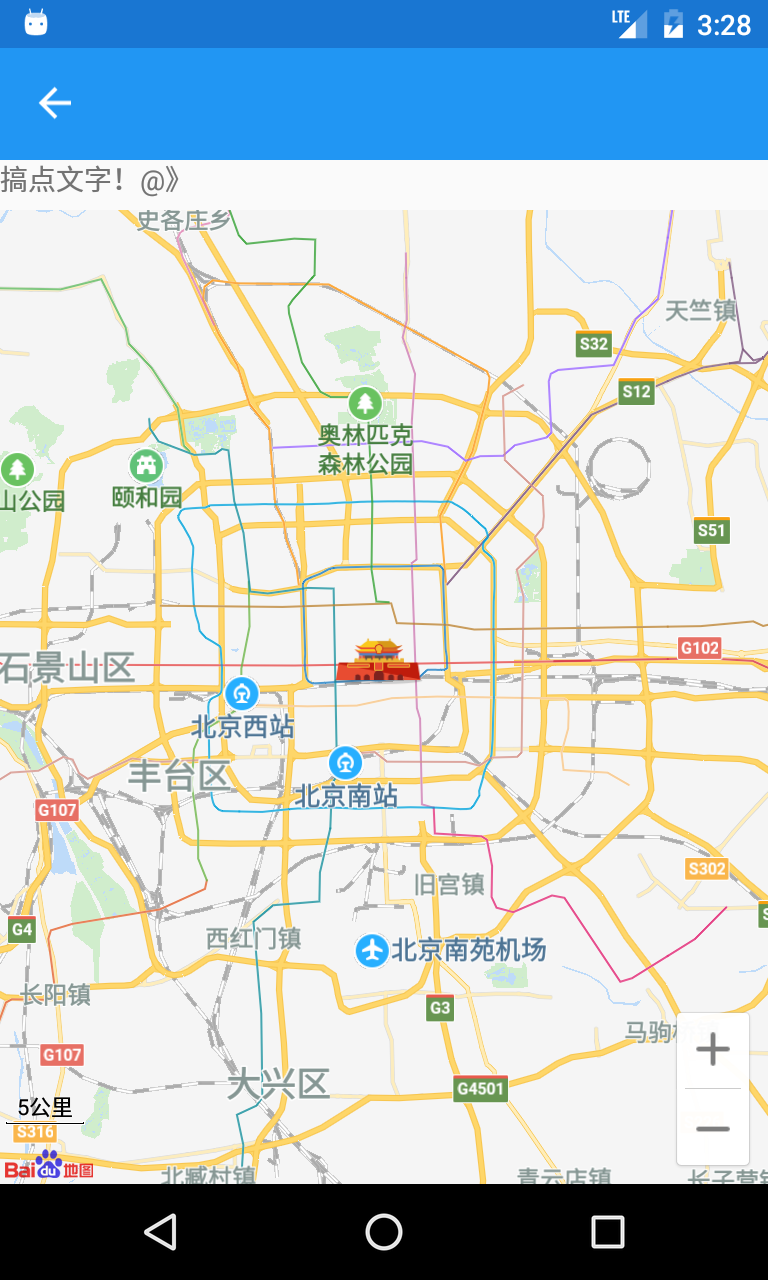 LTE 3:28
搞点文字！@》
史各庄乡
天竺镇
S32
S12
奥林匹克
森林公园
山公园
颐和园
S51
G102
石景山区
北京西站
丰台区
北京南站
G107
S302
旧宫镇
G4
西红门镇
北京南苑机场
长阳镇
G3
马驹
G107
大兴区
G4501
5公里
S316
Bai du 地图
北臧村镇
青云店镇
长子营镇